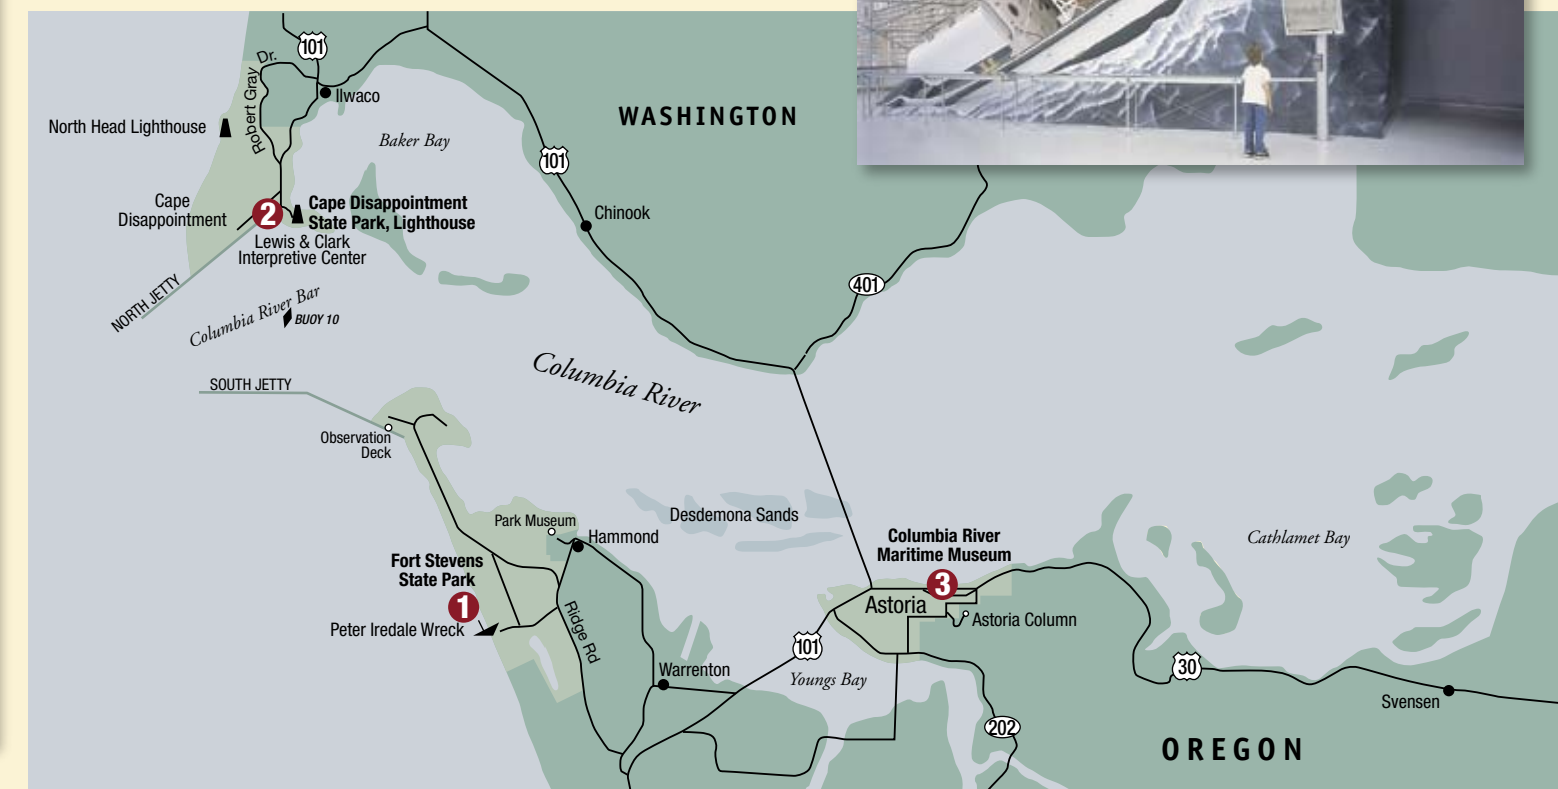 101
Dr.
Robert Gray
Ilwaco
WASHINGTON
North Head Lighthouse
Baker Bay
101
Cape
Disappointment
2
Cape Disappointment
State Park, Lighthouse
Lewis & Clark
Interpretive Center
Chinook
401
NORTH JETTY
Columbia River Bar
BUOY 10
Columbia River
SOUTH JETTY
Observation
Deck
Park Museum
Hammond
Desdemona Sands
Columbia River
Maritime Museum
3
Cathlamet Bay
Fort Stevens
State Park
1
Peter Iredale Wreck
Ridge Rd
Astoria
Astoria Column
101
Warrenton
Youngs Bay
30
Svensen
202
OREGON